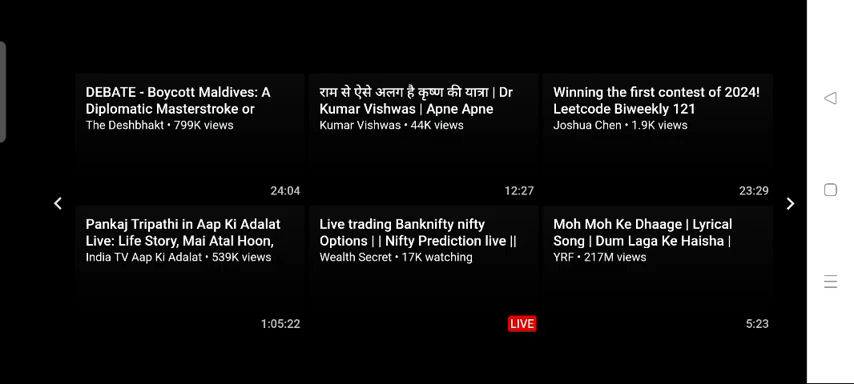 DEBATE - Boycott Maldives: A
Diplomatic Masterstroke or
The Deshbhakt • 799K views
24:04
राम से ऐसे अलग है कृष्ण की यात्रा | Dr
Kumar Vishwas | Apne Apne
Kumar Vishwas • 44K views
12:27
Winning the first contest of 2024!
Leetcode Biweekly 121
Joshua Chen • 1.9K views
23:29
Pankaj Tripathi in Aap Ki Adalat
Live: Life Story, Mai Atal Hoon,
India TV Aap Ki Adalat • 539K views
1:05:22
Live trading Banknifty nifty
Options | | Nifty Prediction live ||
Wealth Secret • 17K watching
LIVE
Moh Moh Ke Dhaage | Lyrical
Song | Dum Laga Ke Haisha |
YRF • 217M views
5:23